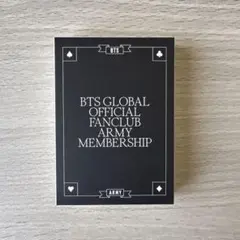 BTS
BTS GLOBAL
OFFICIAL
FANCLUB
ARMY
MEMBERSHIP
ARMY